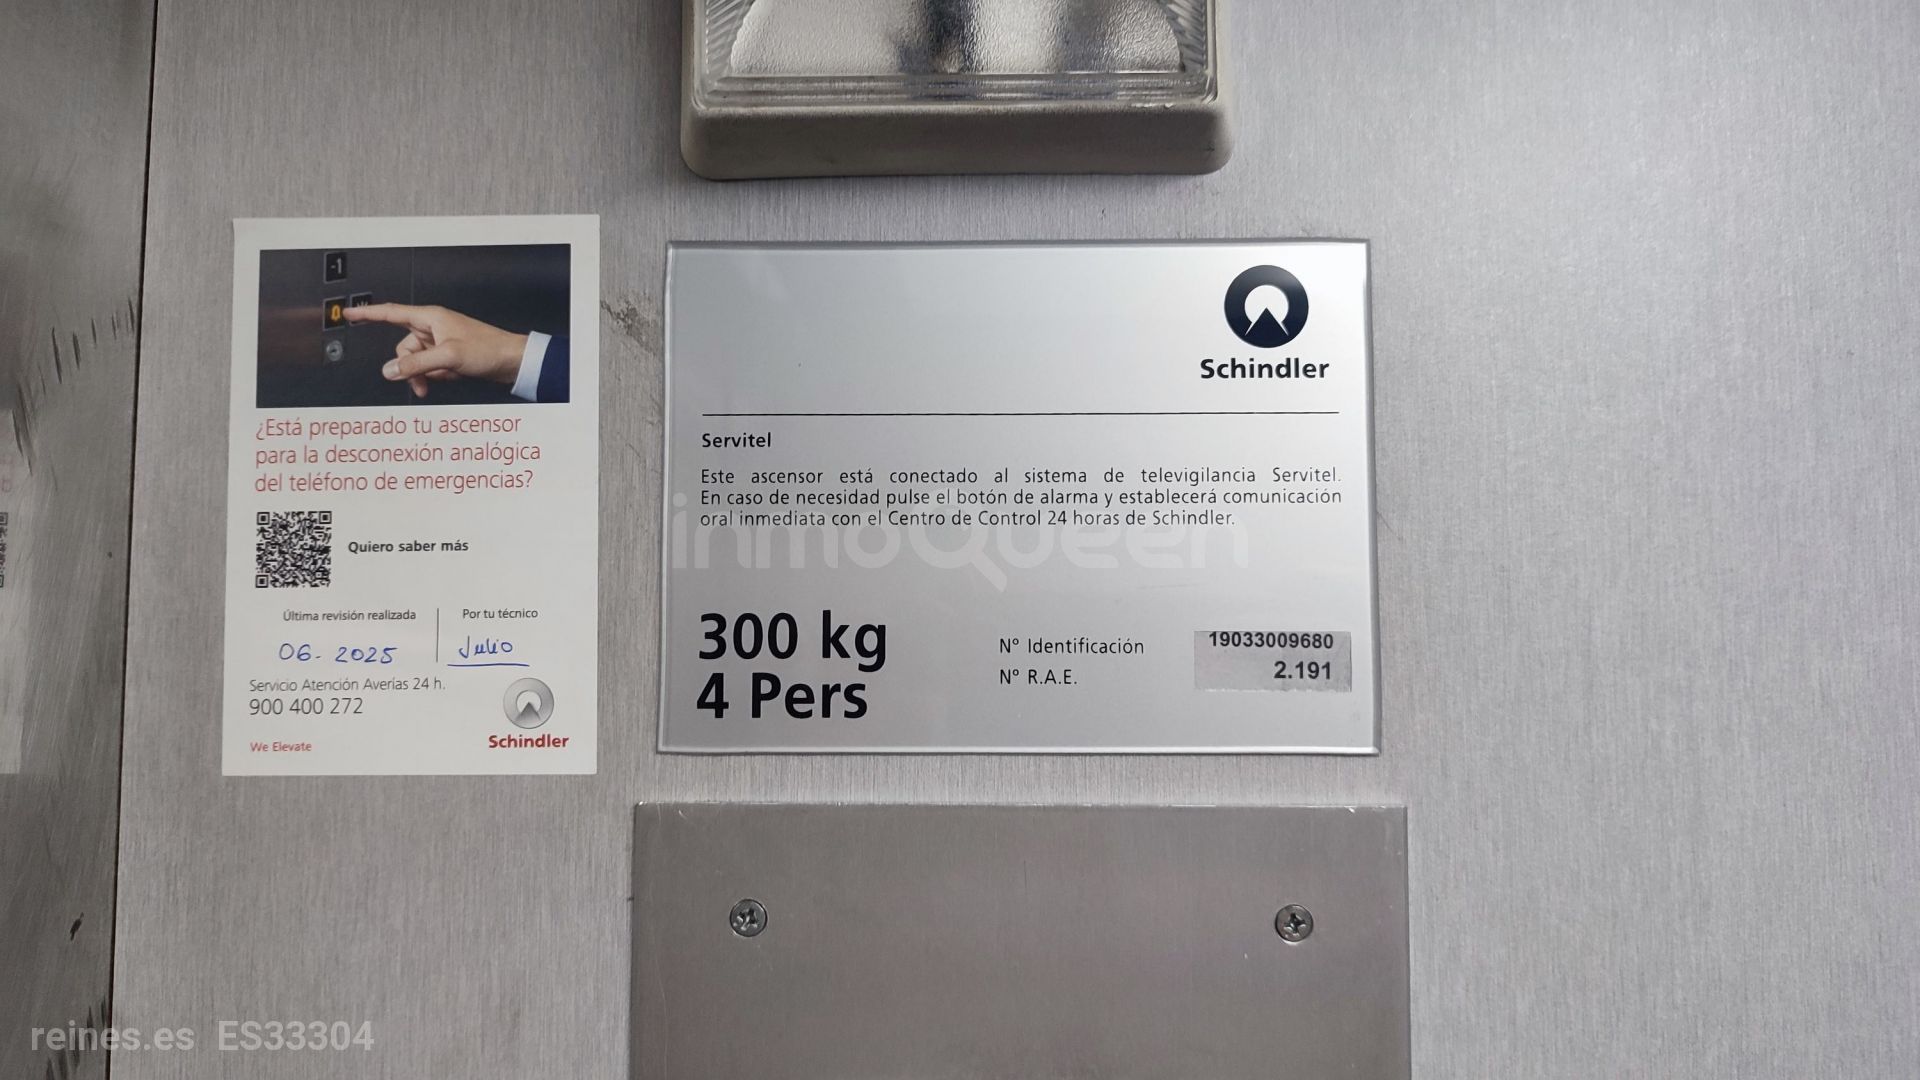 -1
¿Está preparado tu ascensor
para la desconexión analógica
del teléfono de emergencias?
Quiero saber más
Última revisión realizada
Por tu técnico
06-2025
Julio
Servicio Atención Averías 24 h.
900 400 272
We Elevate
Schindler
Schindler
Servitel
Este ascensor está conectado al sistema de televigilancia Servitel.
En caso de necesidad pulse el botón de alarma y establecerá comunicación
oral inmediata con el Centro de Control 24 horas de Schindler.
inmoQueen
300 kg
4 Pers
Nº Identificación 19033009680
Nº R.A.E. 2.191
reines.es ES33304